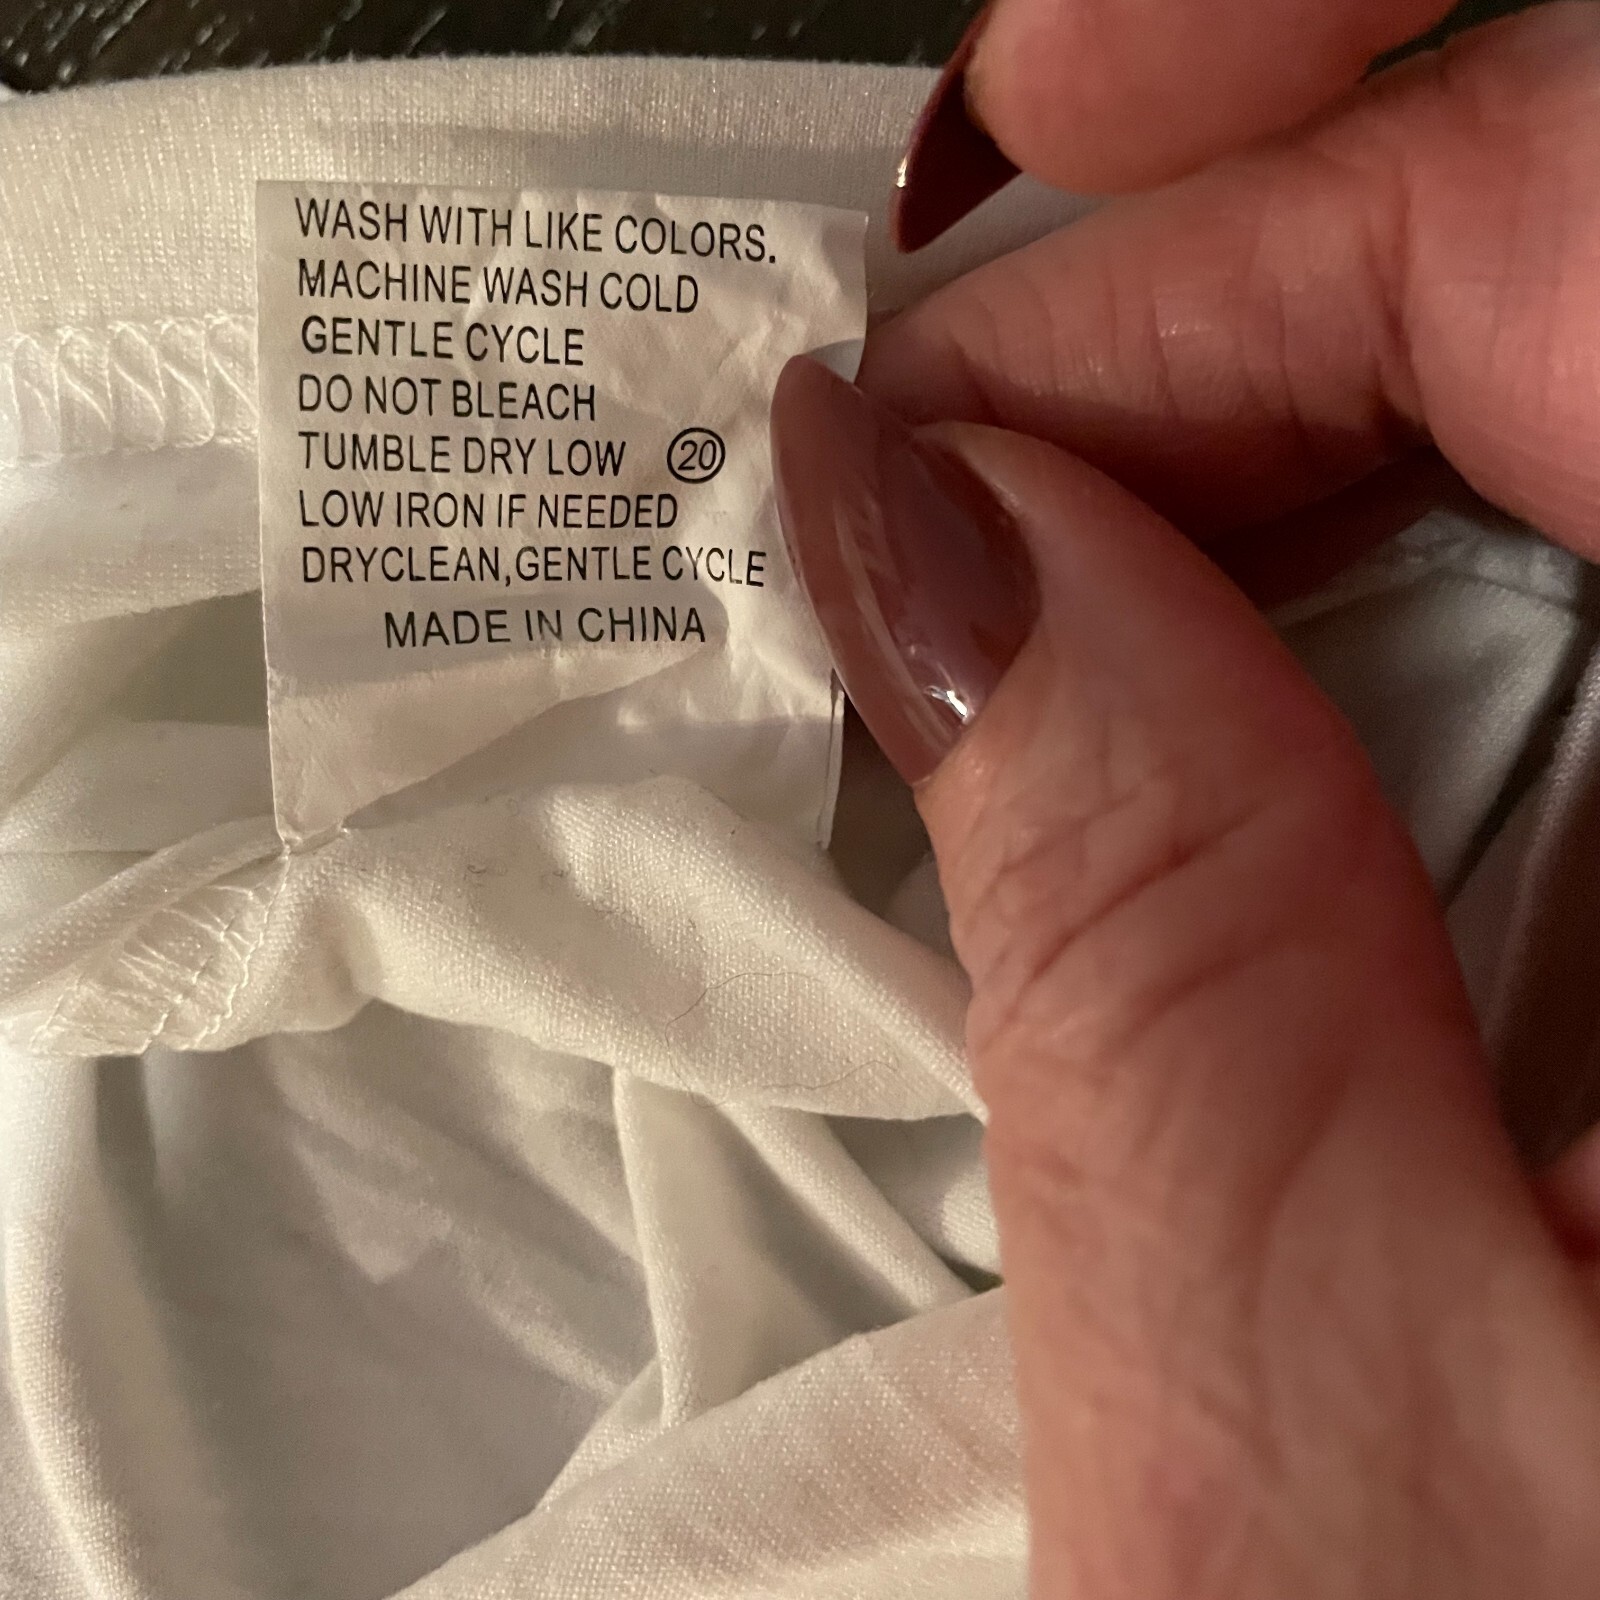 WASH WITH LIKE COLORS.
MACHINE WASH COLD
GENTLE CYCLE
DO NOT BLEACH
TUMBLE DRY LOW 20
LOW IRON IF NEEDED
DRYCLEAN,GENTLE CYCLE
MADE IN CHINA